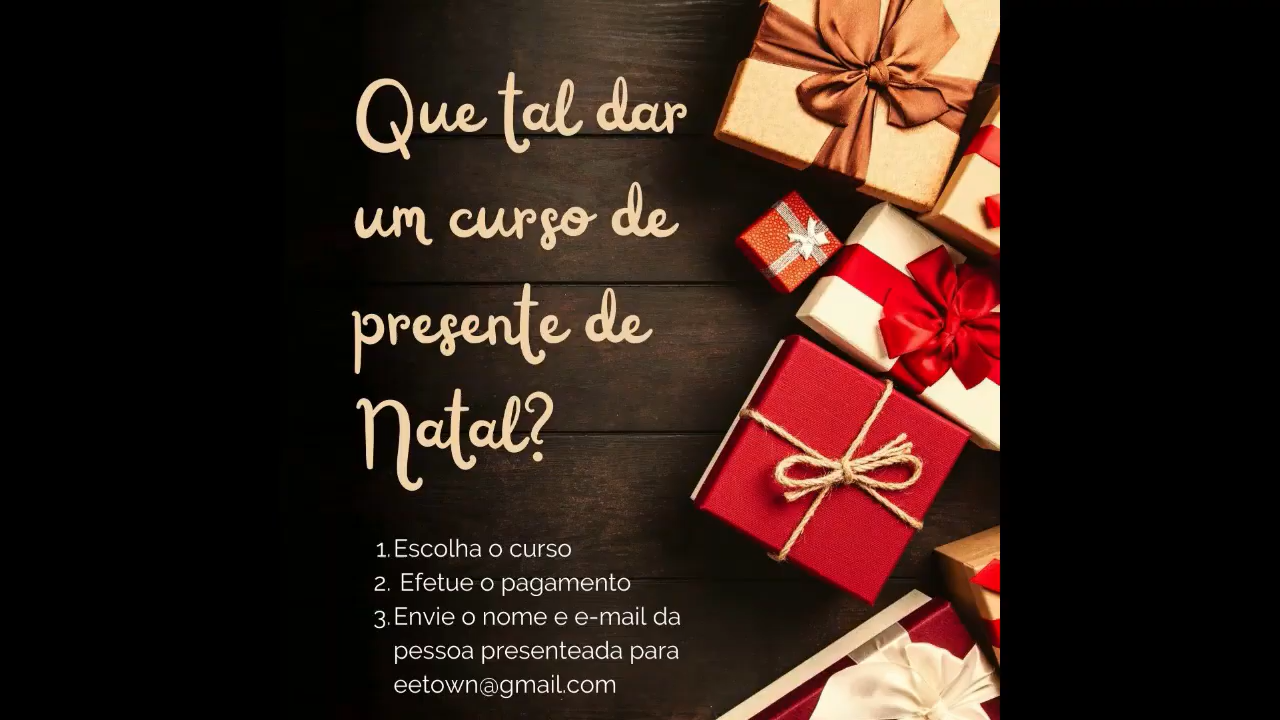 Que tal dar
um curso de
presente de
Natal?
1. Escolha o curso
2. Efetue o pagamento
3. Envie o nome e e-mail da
pessoa presenteada para
eetown@gmail.com